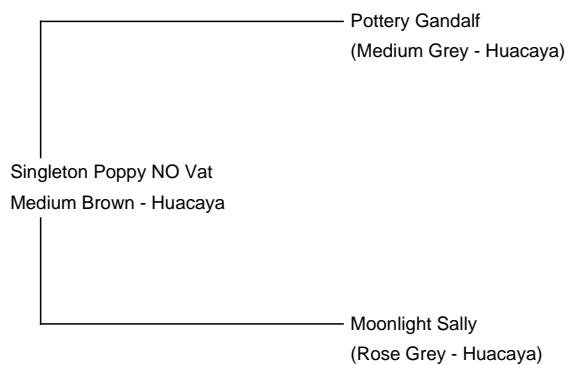 Pottery Gandalf
(Medium Grey - Huacaya)
Singleton Poppy NO Vat
Medium Brown - Huacaya
Moonlight Sally
(Rose Grey - Huacaya)